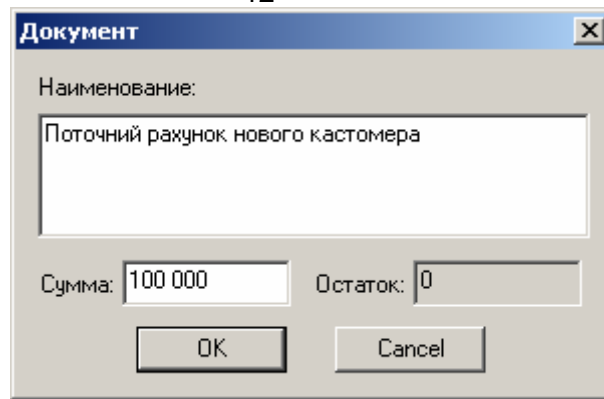 Документ
Наименование:
Поточний рахунок нового кастомера
Сумма: 100 000 Остаток: 0
OK Cancel